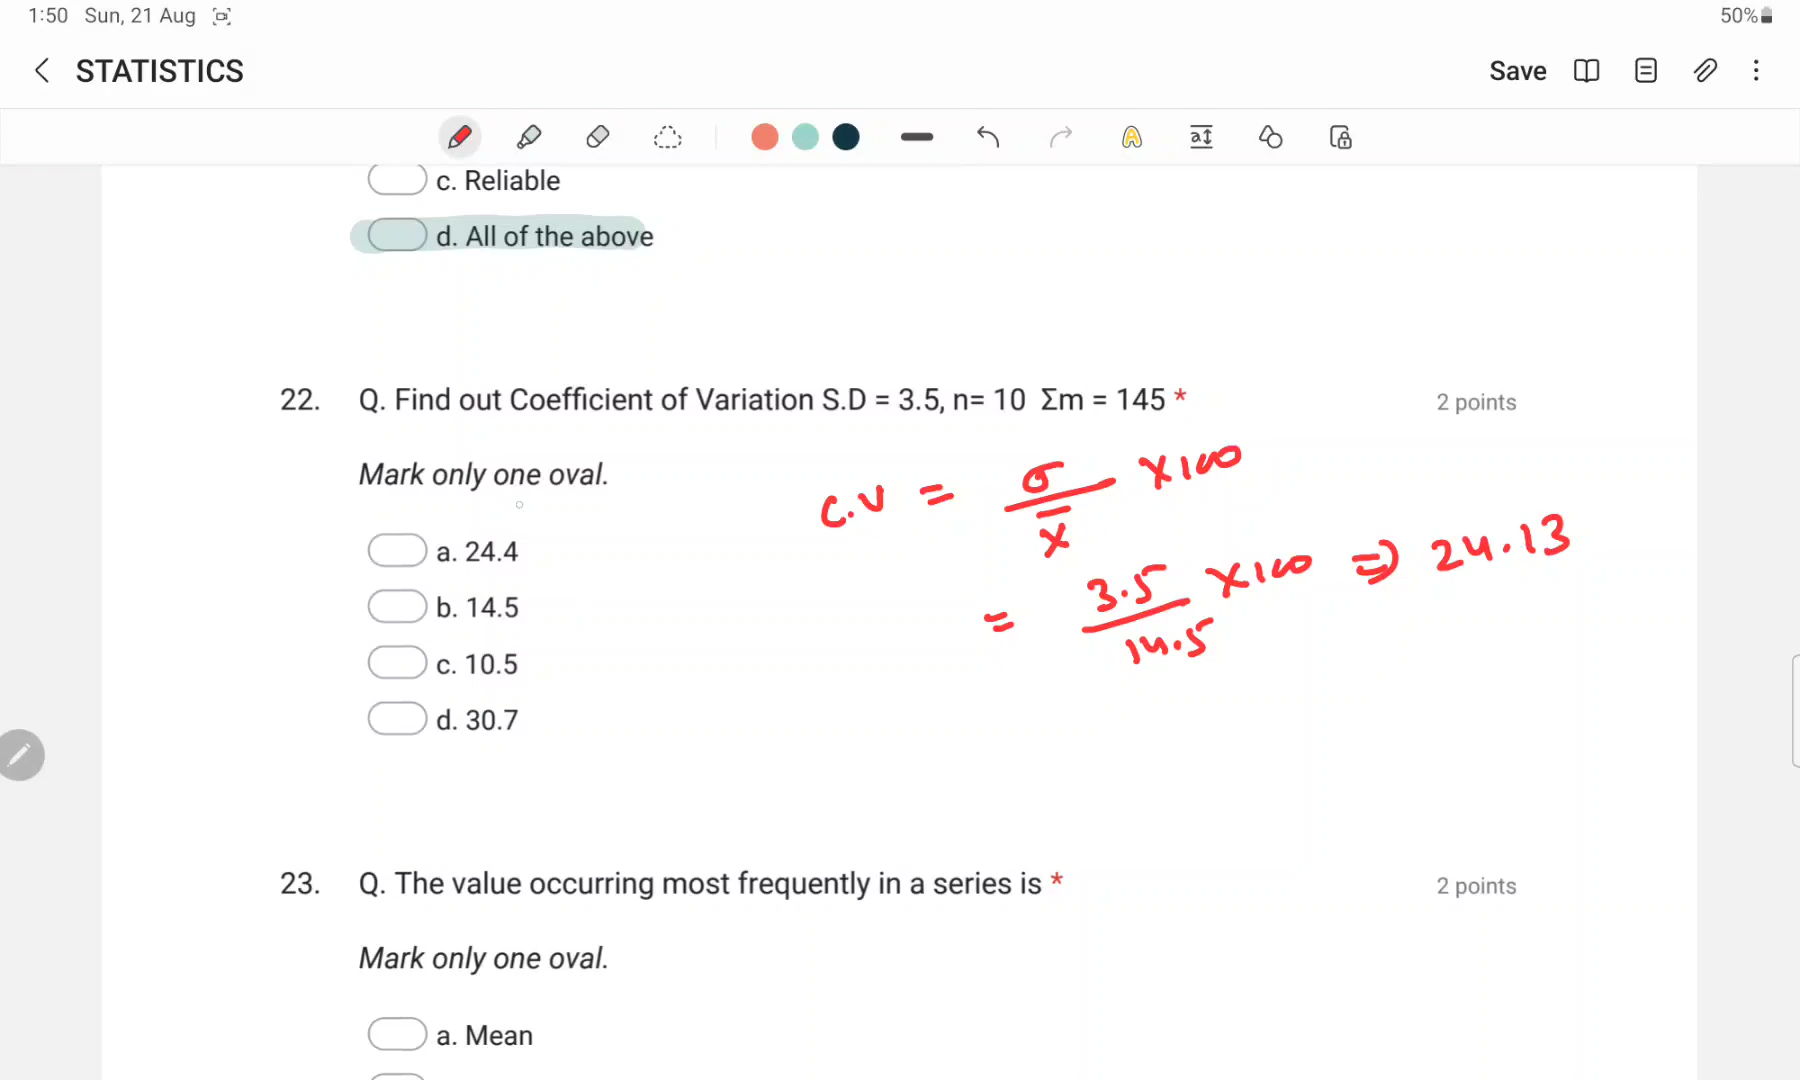 1:50 Sun, 21 Aug 50%
STATISTICS Save
c. Reliable
d. All of the above
22. Q. Find out Coefficient of Variation S.D = 3.5, n= 10 Σm = 145 * 2 points
Mark only one oval.
C.V = σ / x̄ ×100
= 3.5 / 14.5 ×100 ⇒ 24.13
a. 24.4
b. 14.5
c. 10.5
d. 30.7
23. Q. The value occurring most frequently in a series is * 2 points
Mark only one oval.
a. Mean